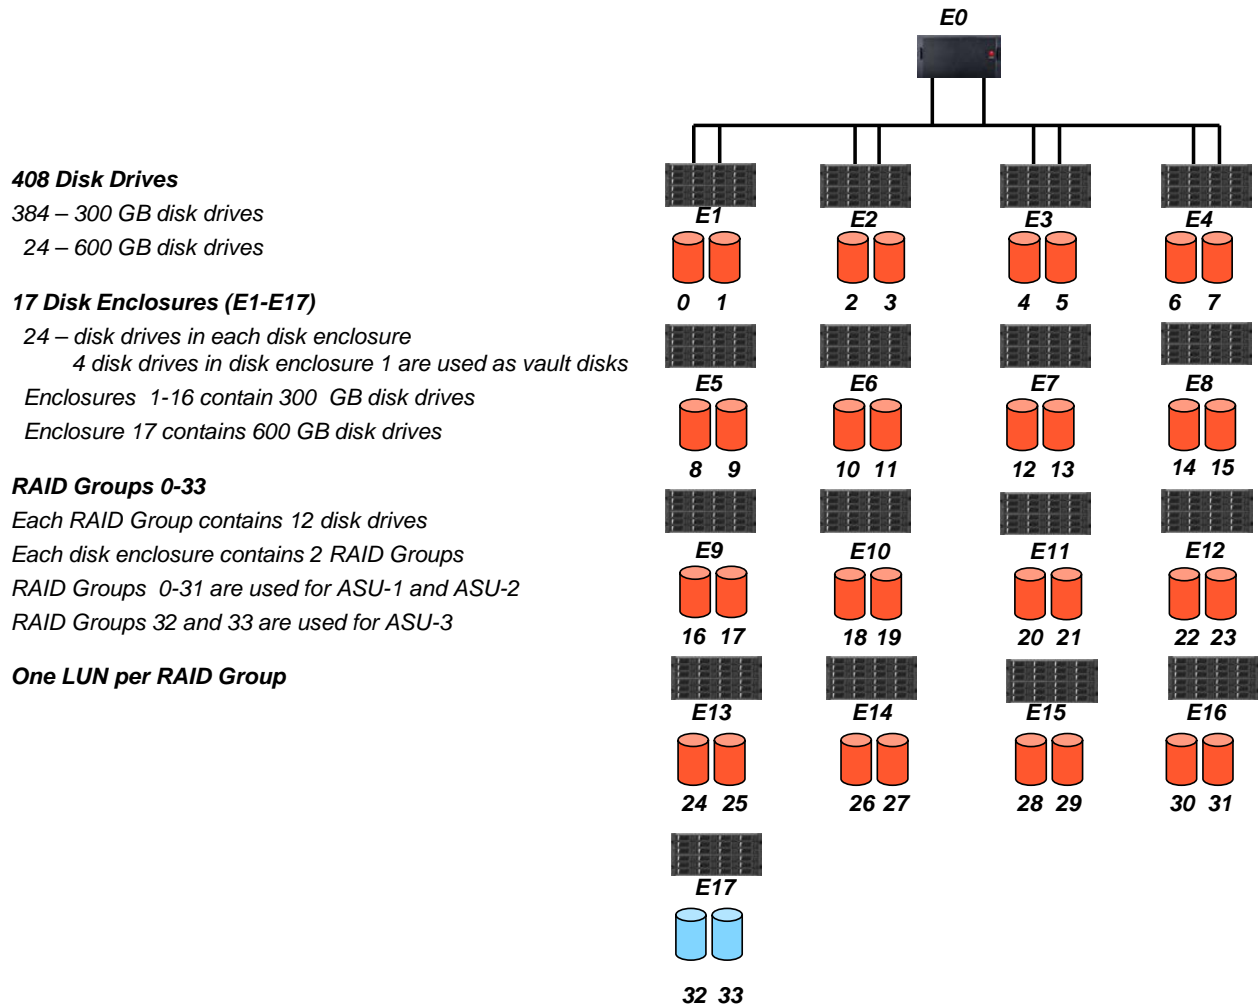 E0
408 Disk Drives
384 – 300 GB disk drives
24 – 600 GB disk drives
17 Disk Enclosures (E1-E17)
24 – disk drives in each disk enclosure
4 disk drives in disk enclosure 1 are used as vault disks
Enclosures 1-16 contain 300 GB disk drives
Enclosure 17 contains 600 GB disk drives
RAID Groups 0-33
Each RAID Group contains 12 disk drives
Each disk enclosure contains 2 RAID Groups
RAID Groups 0-31 are used for ASU-1 and ASU-2
RAID Groups 32 and 33 are used for ASU-3
One LUN per RAID Group
E1 E2 E3 E4
0 1 2 3 4 5 6 7
E5 E6 E7 E8
8 9 10 11 12 13 14 15
E9 E10 E11 E12
16 17 18 19 20 21 22 23
E13 E14 E15 E16
24 25 26 27 28 29 30 31
E17
32 33